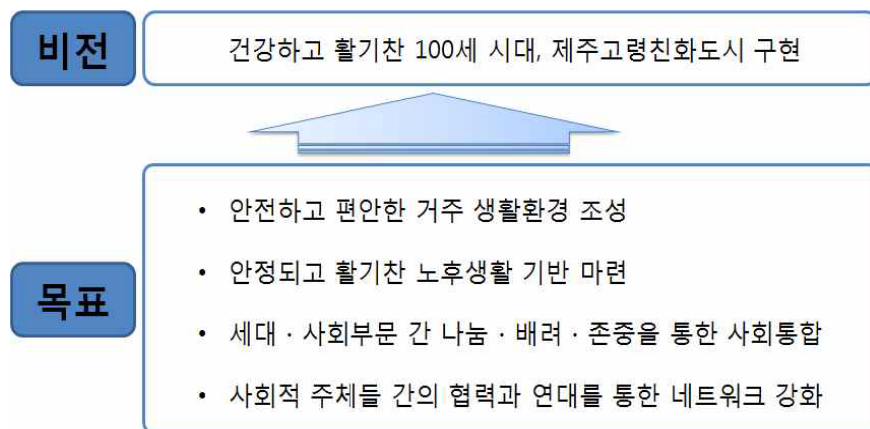 비전
건강하고 활기찬 100세 시대, 제주고령친화도시 구현
목표
• 안전하고 편안한 거주 생활환경 조성
• 안정되고 활기찬 노후생활 기반 마련
• 세대 · 사회부문 간 나눔 · 배려 · 존중을 통한 사회통합
• 사회적 주체들 간의 협력과 연대를 통한 네트워크 강화